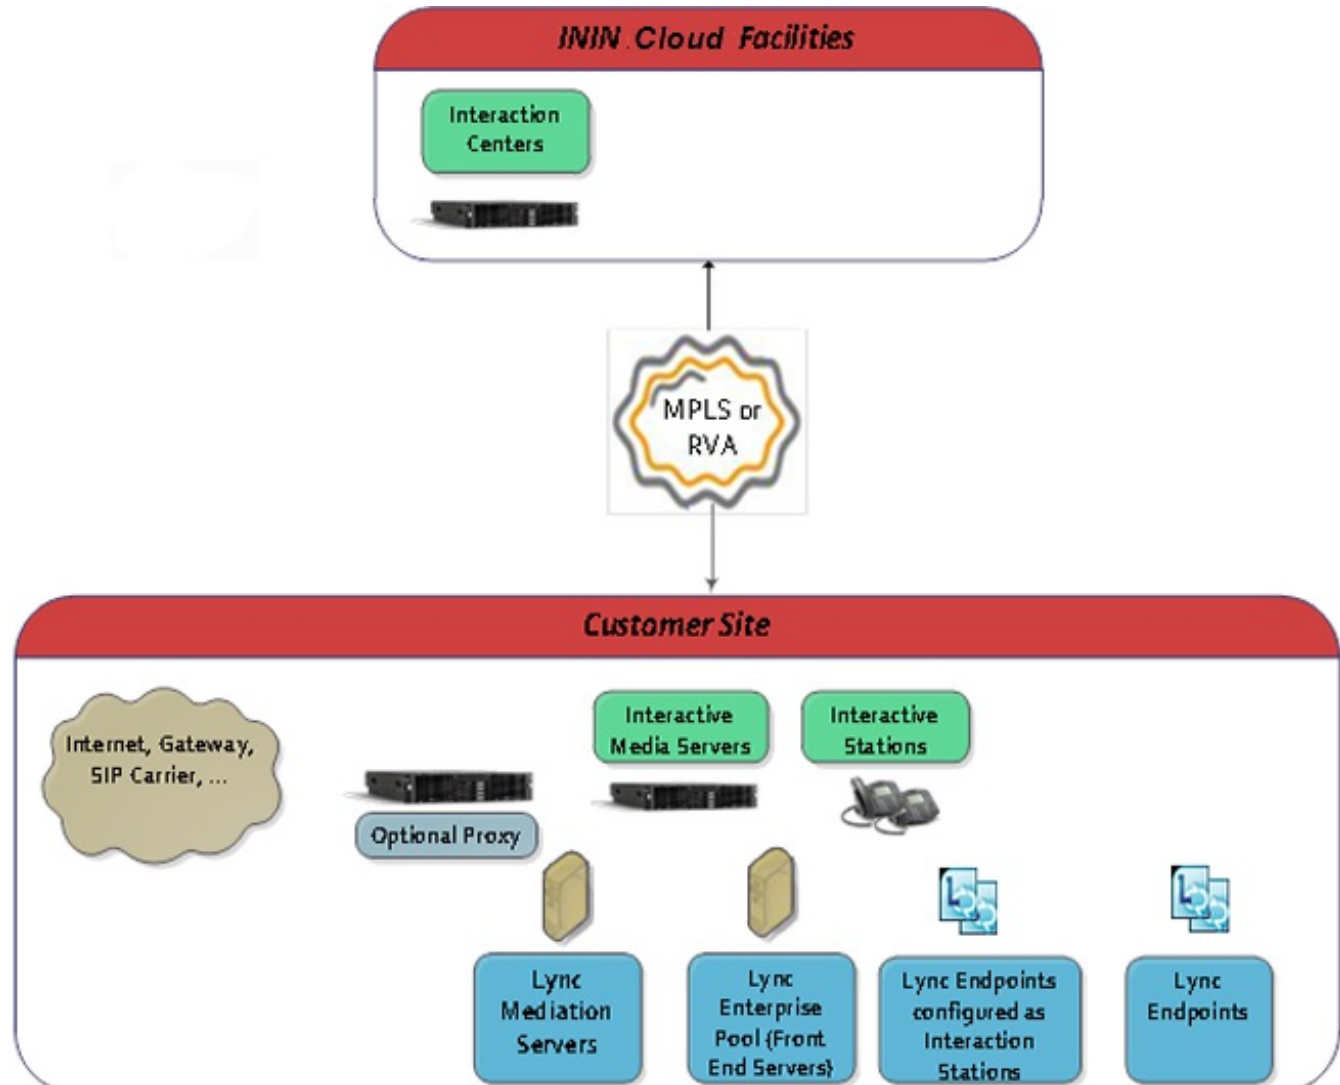 ININ.Cloud Facilities
Interaction
Centers
MPLS or
RVA
Customer Site
Internet, Gateway,
SIP Carrier, ...
Interactive
Media Servers
Interactive
Stations
Optional Proxy
Lync
Mediation
Servers
Lync
Enterprise
Pool (Front
End Servers)
Lync Endpoints
configured as
Interaction
Stations
Lync
Endpoints